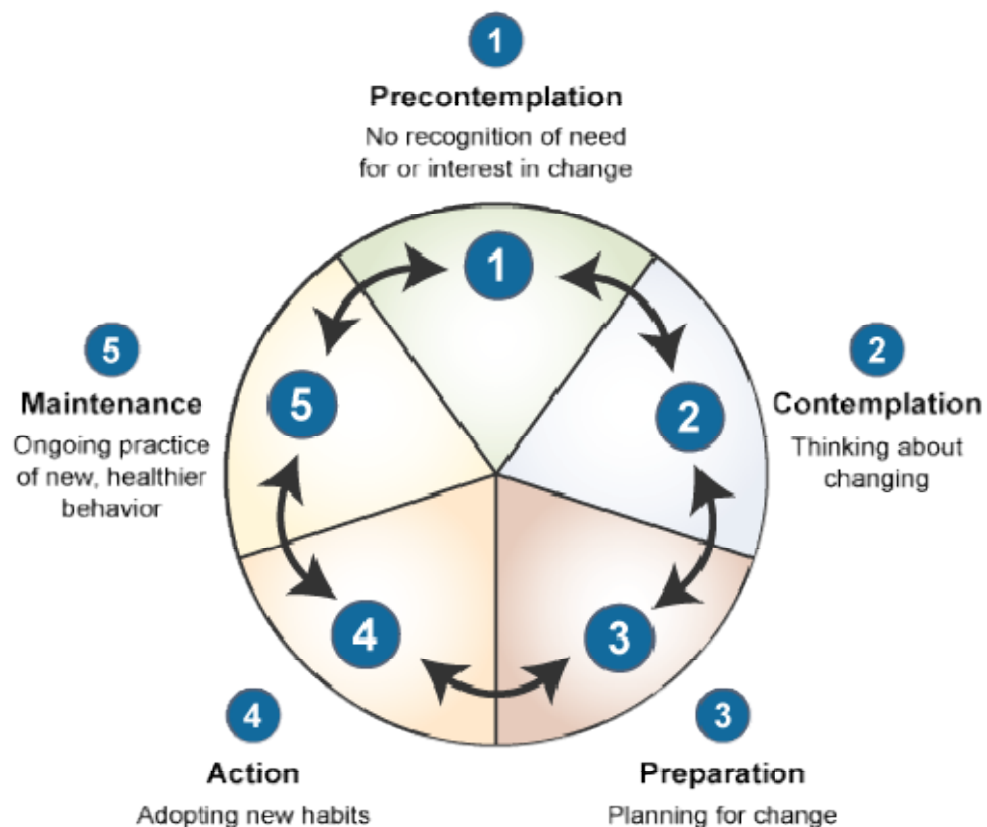 1
Precontemplation
No recognition of need
for or interest in change
1
5
Maintenance
Ongoing practice
of new, healthier
behavior
5
2
2
Contemplation
Thinking about
changing
4
3
4
Action
Adopting new habits
3
Preparation
Planning for change